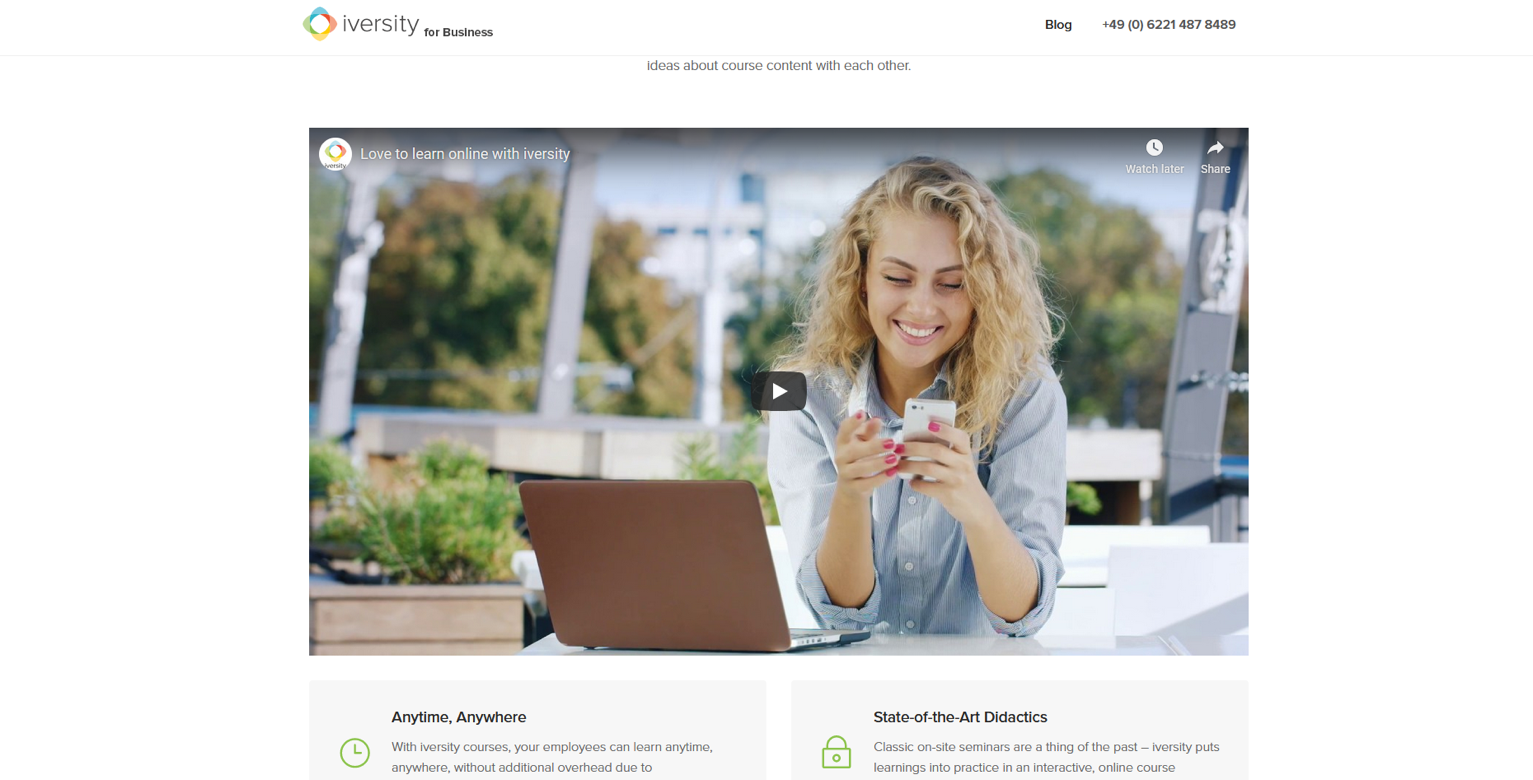 iversity for Business
Blog
+49 (0) 6221 487 8489
ideas about course content with each other.
iversity
Love to learn online with iversity
Watch later
Share
Anytime, Anywhere
With iversity courses, your employees can learn anytime,
anywhere, without additional overhead due to
State-of-the-Art Didactics
Classic on-site seminars are a thing of the past – iversity puts
learnings into practice in an interactive, online course